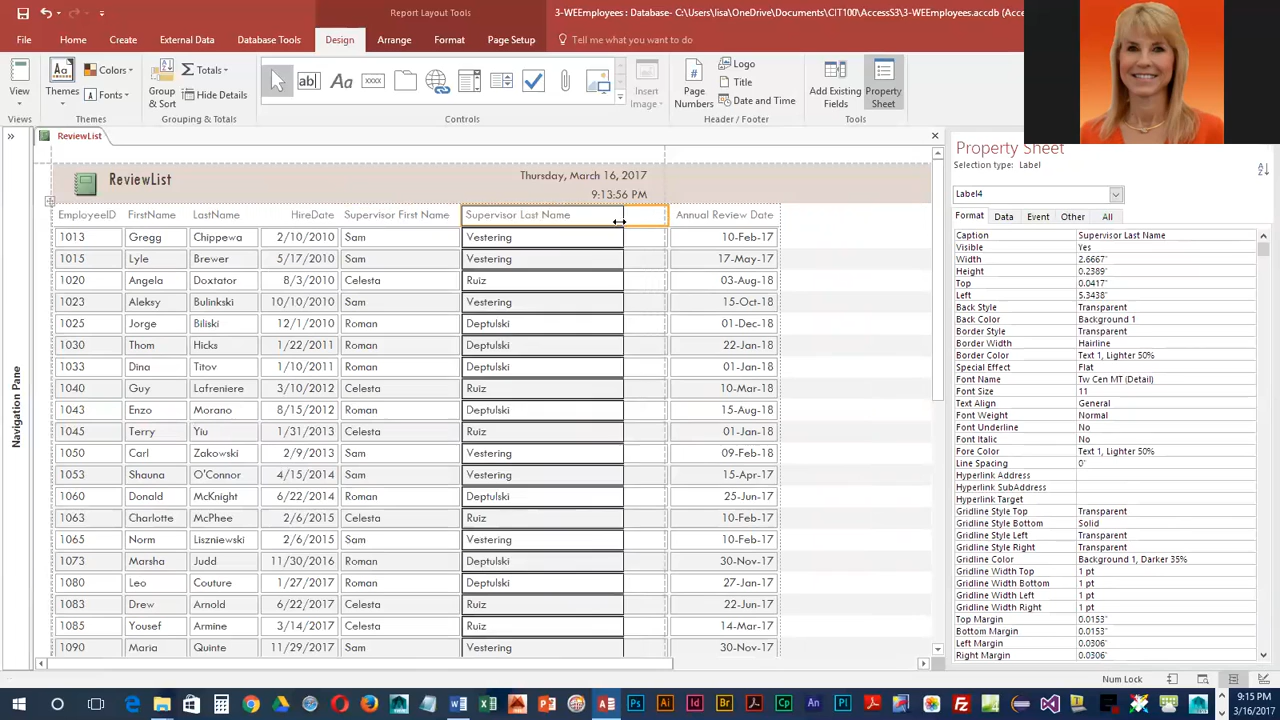 Report Layout Tools
3-WEEmployees : Database- C:\Users\lisa\OneDrive\Documents\CIT100\AccessS3\3-WEEmployees.accdb (Acce
File Home Create External Data Database Tools Design Arrange Format Page Setup Tell me what you want to do
View Themes Colors Fonts Group & Sort Totals Hide Details Aa xxxx ab Insert Image Page Numbers Logo Title Date and Time Add Existing Fields Property Sheet
Views Themes Grouping & Totals Controls Header / Footer Tools
ReviewList
Navigation Pane
ReviewList
Thursday, March 16, 2017
9:13:56 PM
EmployeeID FirstName LastName HireDate Supervisor First Name Supervisor Last Name Annual Review Date
1013 Gregg Chippewa 2/10/2010 Sam Vestering 10-Feb-17
1015 Lyle Brewer 5/17/2010 Sam Vestering 17-May-17
1020 Angela Doxtator 8/3/2010 Celesta Ruiz 03-Aug-18
1023 Aleksy Bulinkski 10/10/2010 Sam Vestering 15-Oct-18
1025 Jorge Biliski 12/1/2010 Roman Deptulski 01-Dec-18
1030 Thom Hicks 1/22/2011 Roman Deptulski 22-Jan-18
1033 Dina Titov 1/10/2011 Roman Deptulski 01-Jan-18
1040 Guy Lafreniere 3/10/2012 Celesta Ruiz 10-Mar-18
1043 Enzo Morano 8/15/2012 Roman Deptulski 15-Aug-18
1045 Terry Yiu 1/31/2013 Celesta Ruiz 01-Jan-18
1050 Carl Zakowski 2/9/2013 Sam Vestering 09-Feb-18
1053 Shauna O'Connor 4/15/2014 Sam Vestering 15-Apr-17
1060 Donald McKnight 6/22/2014 Roman Deptulski 25-Jun-17
1063 Charlotte McPhee 2/6/2015 Celesta Ruiz 10-Feb-17
1065 Norm Liszniewski 2/6/2015 Sam Vestering 10-Feb-17
1073 Marsha Judd 11/30/2016 Roman Deptulski 30-Nov-17
1080 Leo Couture 1/27/2017 Roman Deptulski 27-Jan-17
1083 Drew Arnold 6/22/2017 Celesta Ruiz 22-Jun-17
1085 Yousef Armine 3/14/2017 Celesta Ruiz 14-Mar-17
1090 Maria Quinte 11/29/2017 Sam Vestering 30-Nov-17
Property Sheet
Selection type: Label
Label4
Format Data Event Other All
Caption Supervisor Last Name
Visible Yes
Width 2.6667"
Height 0.2389"
Top 0.0417"
Left 5.3438"
Back Style Transparent
Back Color Background 1
Border Style Transparent
Border Width Hairline
Border Color Text 1, Lighter 50%
Special Effect Flat
Font Name Tw Cen MT (Detail)
Font Size 11
Text Align General
Font Weight Normal
Font Underline No
Font Italic No
Fore Color Text 1, Lighter 50%
Line Spacing 0"
Hyperlink Address
Hyperlink SubAddress
Hyperlink Target
Gridline Style Top Transparent
Gridline Style Bottom Solid
Gridline Style Left Transparent
Gridline Style Right Transparent
Gridline Color Background 1, Darker 35%
Gridline Width Top 1 pt
Gridline Width Bottom 1 pt
Gridline Width Left 1 pt
Gridline Width Right 1 pt
Top Margin 0.0153"
Bottom Margin 0.0153"
Left Margin 0.0306"
Right Margin 0.0306"
Num Lock
9:15 PM
3/16/2017